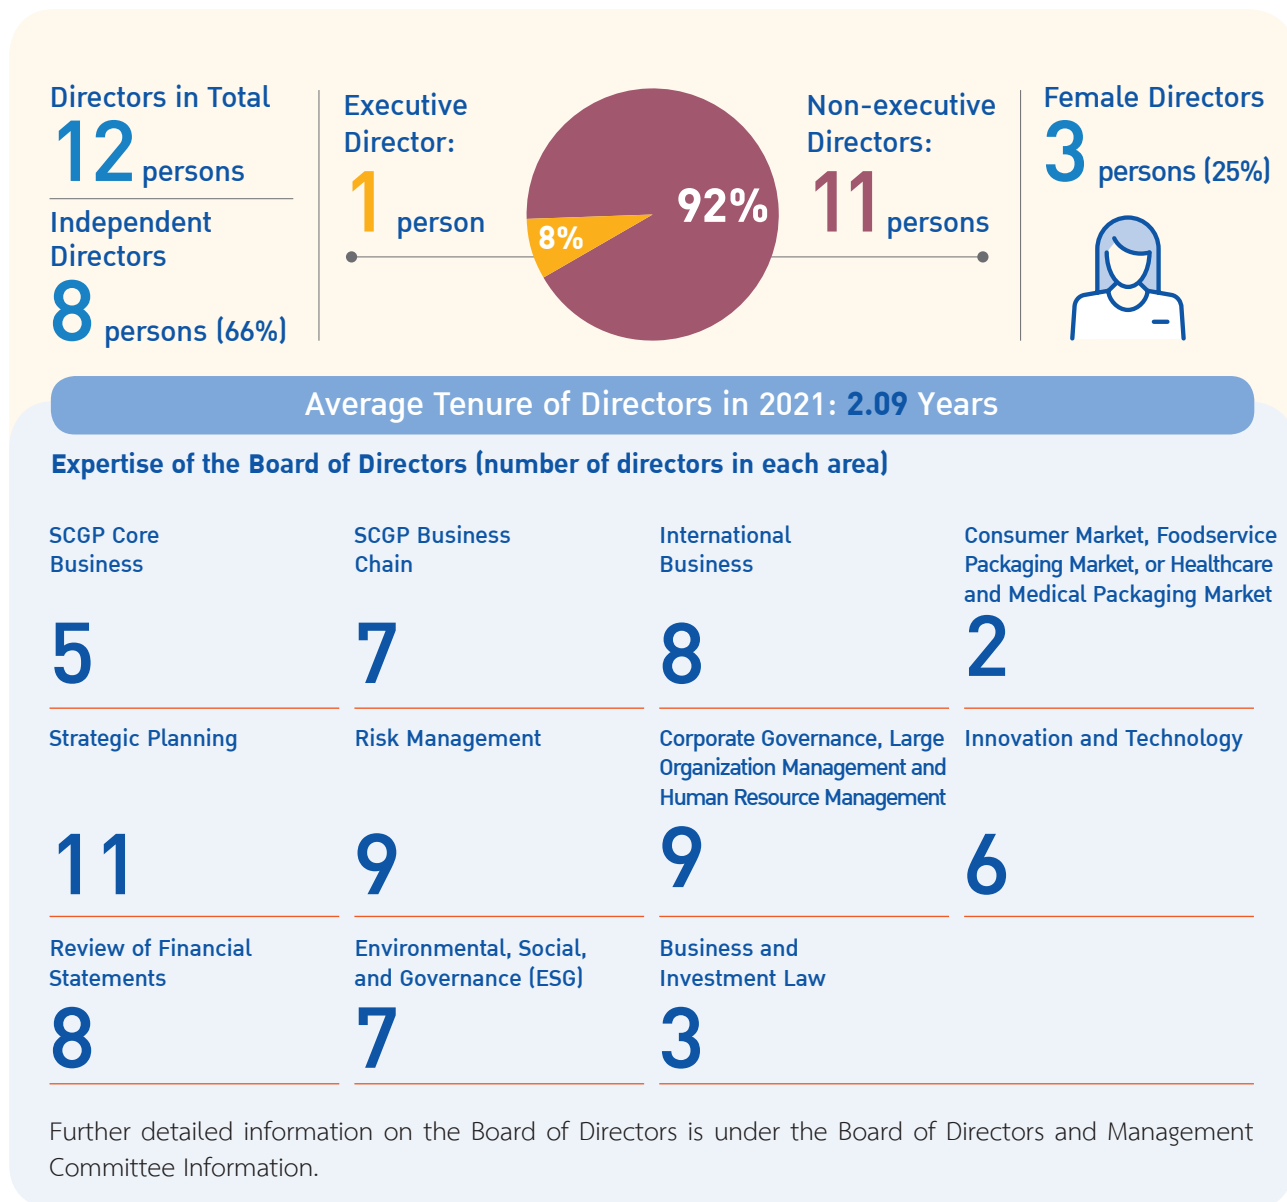 Directors in Total
12 persons
Independent
Directors
8 persons (66%)
Executive
Director:
1 person
92%
8%
Non-executive
Directors:
11 persons
Female Directors
3 persons (25%)
Average Tenure of Directors in 2021: 2.09 Years
Expertise of the Board of Directors (number of directors in each area)
SCGP Core
Business
5
SCGP Business
Chain
7
International
Business
8
Consumer Market, Foodservice
Packaging Market, or Healthcare
and Medical Packaging Market
2
Strategic Planning
11
Risk Management
9
Corporate Governance, Large
Organization Management and
Human Resource Management
9
Innovation and Technology
6
Review of Financial
Statements
8
Environmental, Social,
and Governance (ESG)
7
Business and
Investment Law
3
Further detailed information on the Board of Directors is under the Board of Directors and Management
Committee Information.